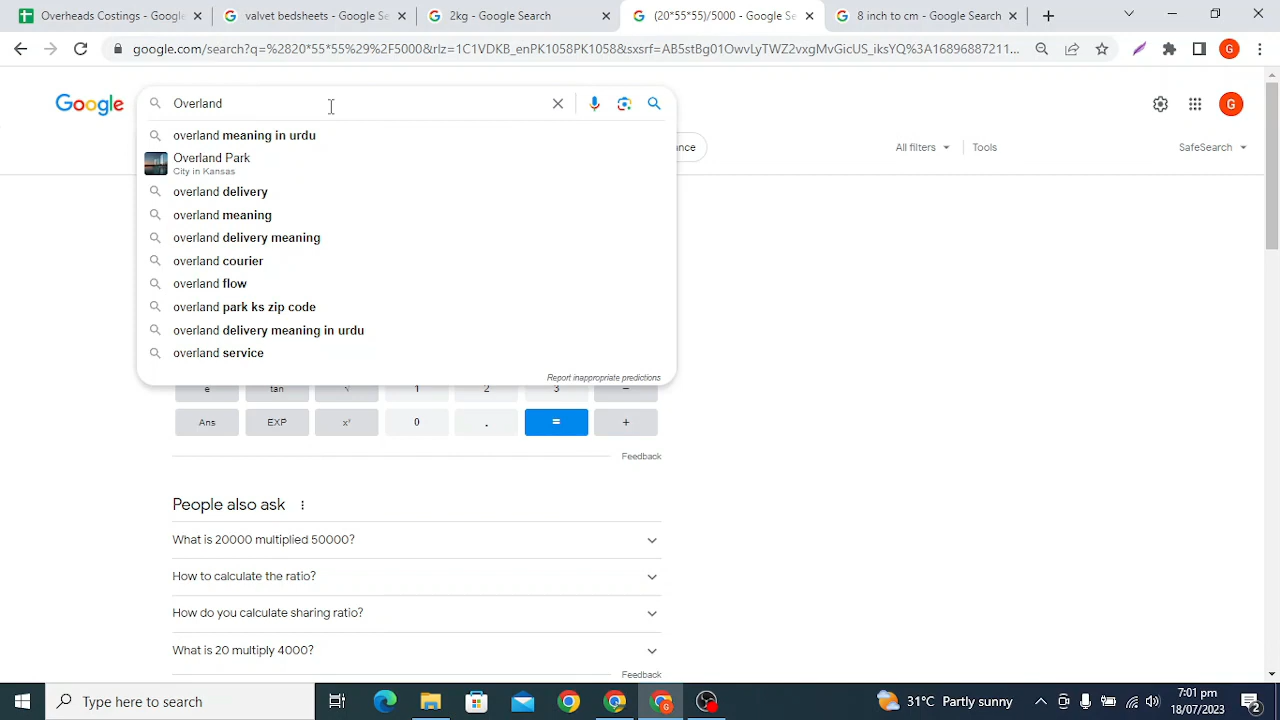 Overheads Costings - Google
valvet bedsheets - Google Se
(20*55*55)/5000 - Google Se
8 inch to cm - Google Search
google.com/search?q=%2820*55*55%29%2F5000&rlz=1C1VDKB_enPK1058PK1058&sxsrf=AB5stBg01OwvLyTWZ2vxgMvGicUS_iksYQ%3A16896887211...
G
Google
Overland
G
overland meaning in urdu
Overland Park
City in Kansas
overland delivery
overland meaning
overland delivery meaning
overland courier
overland flow
overland park ks zip code
overland delivery meaning in urdu
overland service
Report inappropriate predictions
All filters
Tools
SafeSearch
e tan 1 2 3 −
Ans EXP x² 0 . = +
Feedback
People also ask
What is 20000 multiplied 50000?
How to calculate the ratio?
How do you calculate sharing ratio?
What is 20 multiply 4000?
Feedback
Type here to search
31°C Partly sunny
7:01 pm
18/07/2023
2